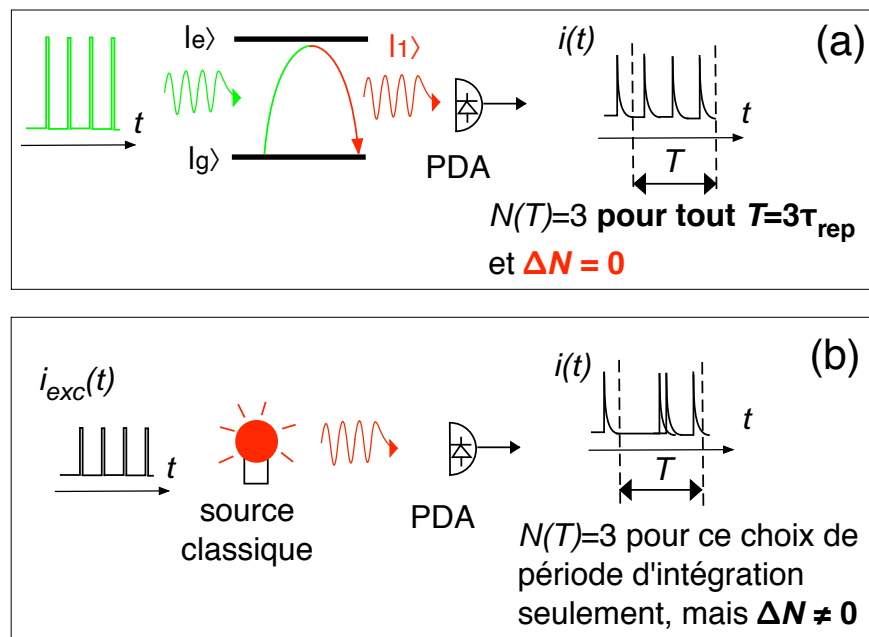 (a)
|e⟩
|1⟩
i(t)
t
t
|g⟩
PDA
T
N(T)=3 pour tout T=3τrep
et ΔN = 0
(b)
iexc(t)
i(t)
t
t
T
source
classique
PDA
N(T)=3 pour ce choix de
période d'intégration
seulement, mais ΔN ≠ 0